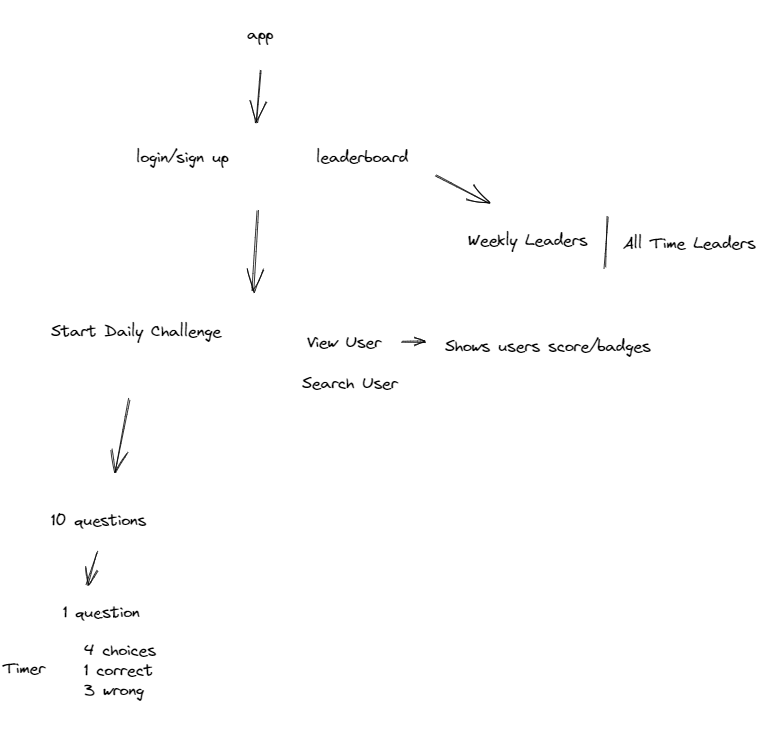 app
login/sign up
leaderboard
Weekly Leaders
All Time Leaders
Start Daily Challenge
View User
Shows users score/badges
Search User
10 questions
1 question
4 choices
Timer
1 correct
3 wrong